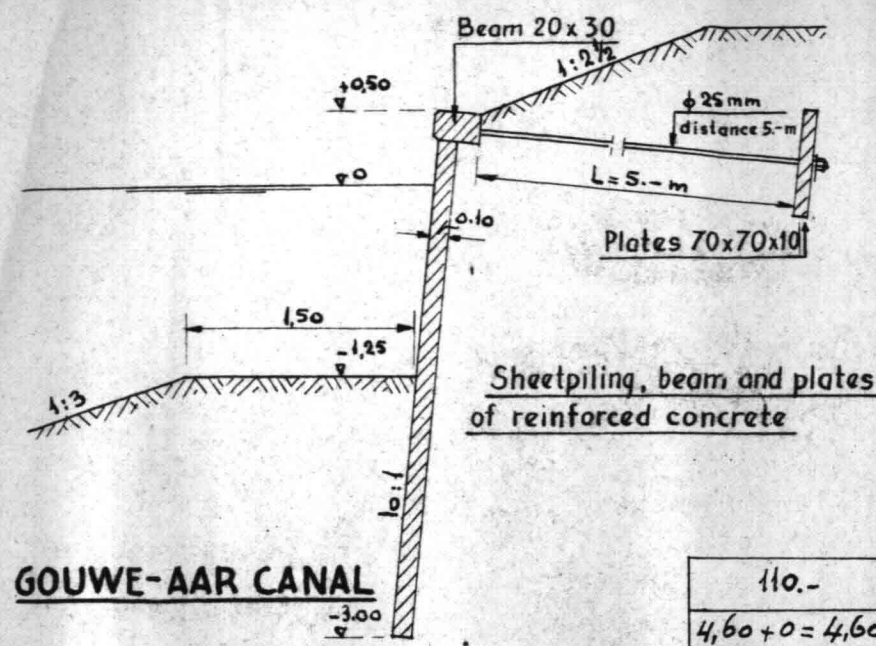 Beam 20 x 30
1:2½
+0,50
ϕ 25mm
distance 5.-m
0
L = 5.- m
0.10
Plates 70x70x10
1,50
-1,25
1:3
Sheetpiling, beam and plates
of reinforced concrete
10:1
GOUWE-AAR CANAL
-3.00
110.-
4,60 + 0 = 4,60